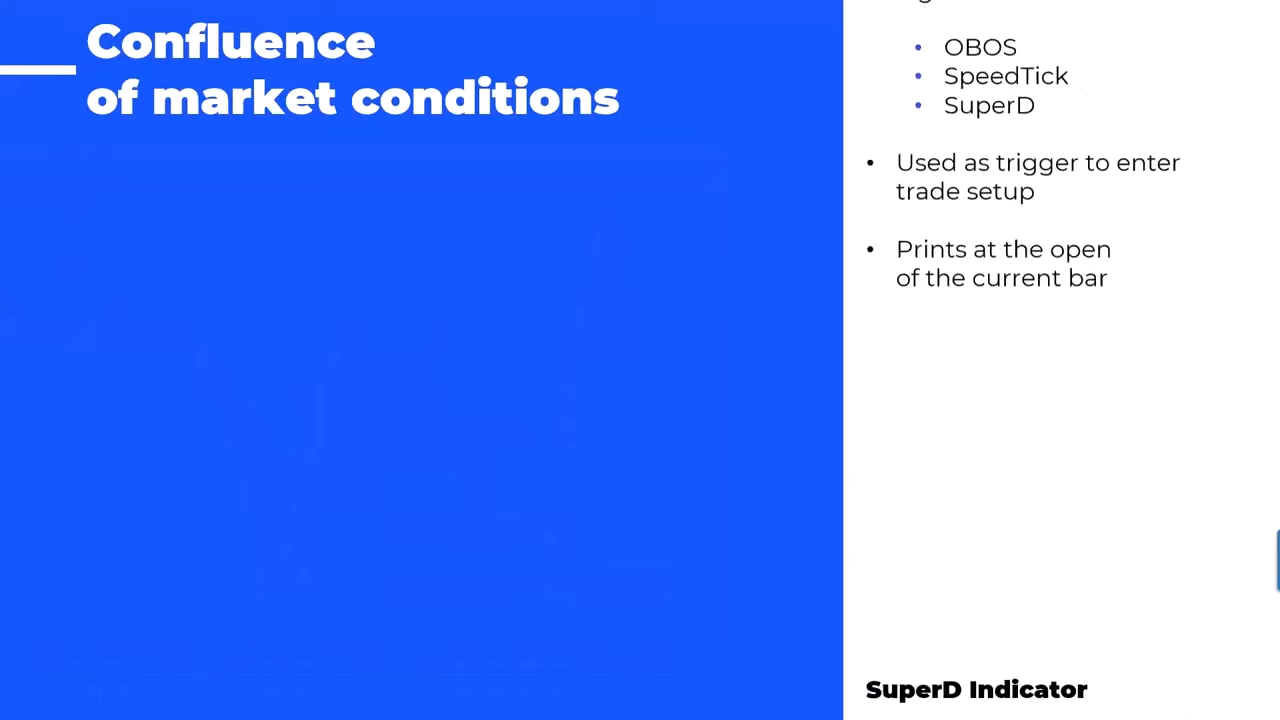 Confluence
of market conditions
• OBOS
• SpeedTick
• SuperD
• Used as trigger to enter
trade setup
• Prints at the open
of the current bar
SuperD Indicator